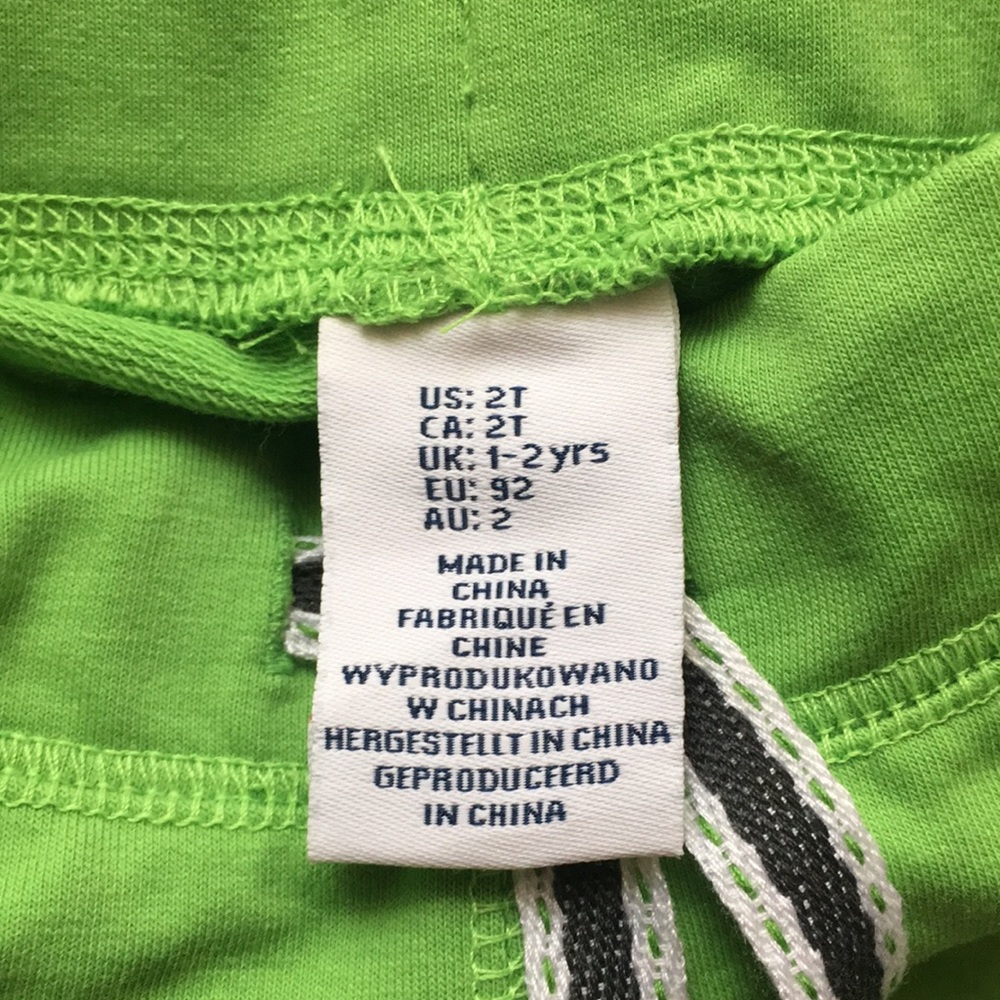 US: 2T
CA: 2T
UK: 1-2 yrs
EU: 92
AU: 2
MADE IN
CHINA
FABRIQUÉ EN
CHINE
WYPRODUKOWANO
W CHINACH
HERGESTELLT IN CHINA
GEPRODUCEERD
IN CHINA